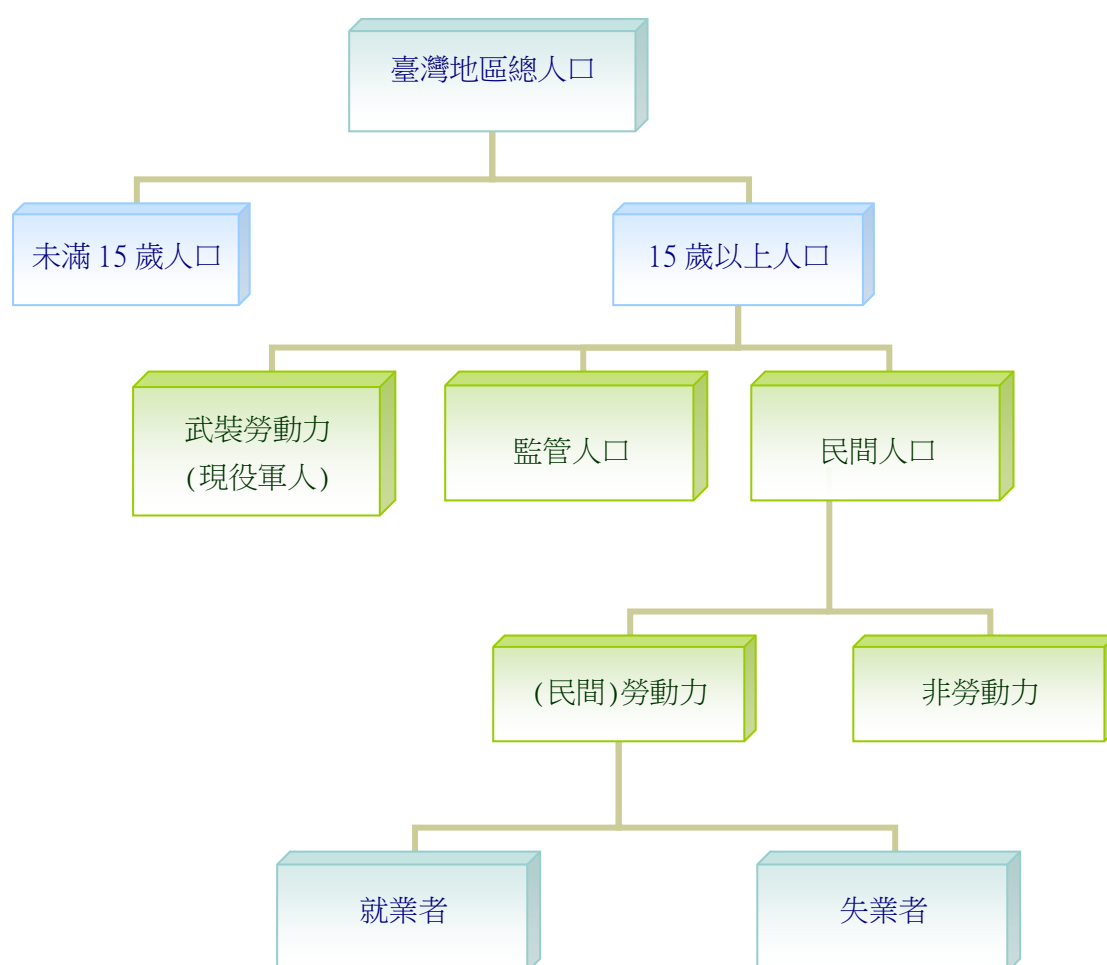 臺灣地區總人口
未滿 15 歲人口
15 歲以上人口
武裝勞動力
(現役軍人)
監管人口
民間人口
(民間)勞動力
非勞動力
就業者
失業者